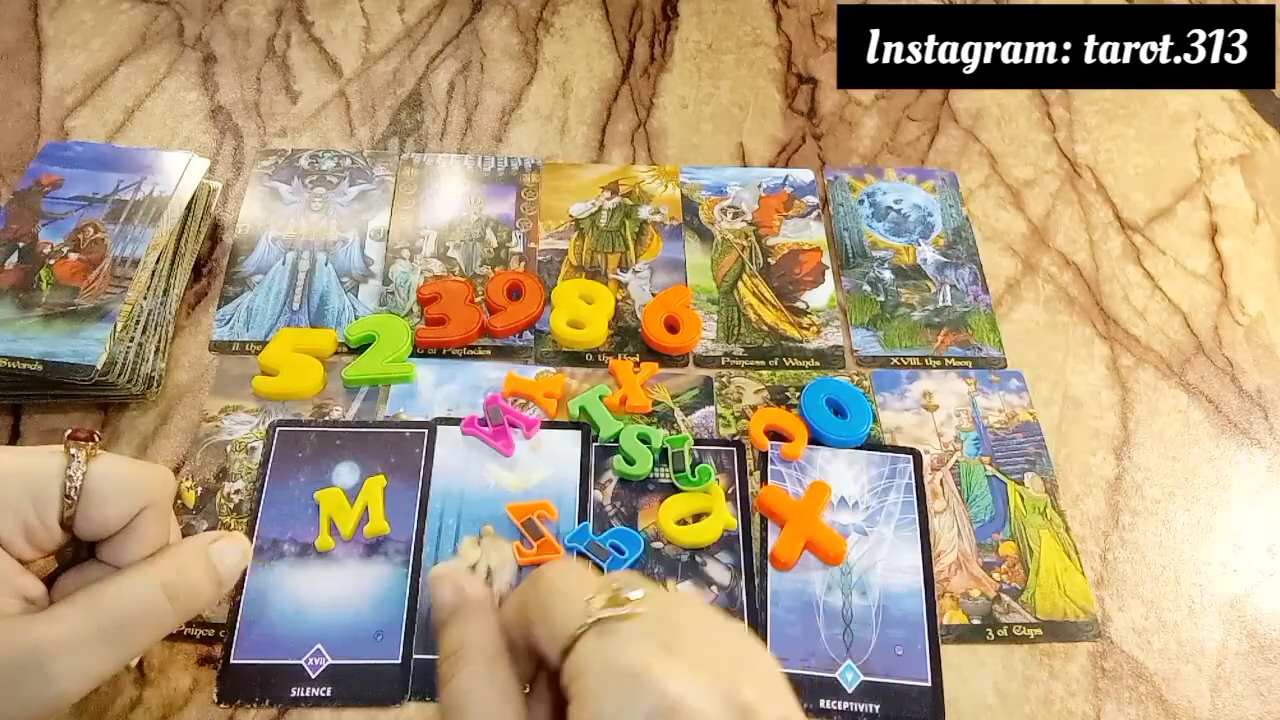 Instagram: tarot.313
II. the
of Pentacles
0. the Fool
Princess of Wands
XVIII. the Moon
Swords
5 2 3 9 8 6
X
T
S
O
M
Q
X
Prince
3 of Cups
XVII
SILENCE
RECEPTIVITY